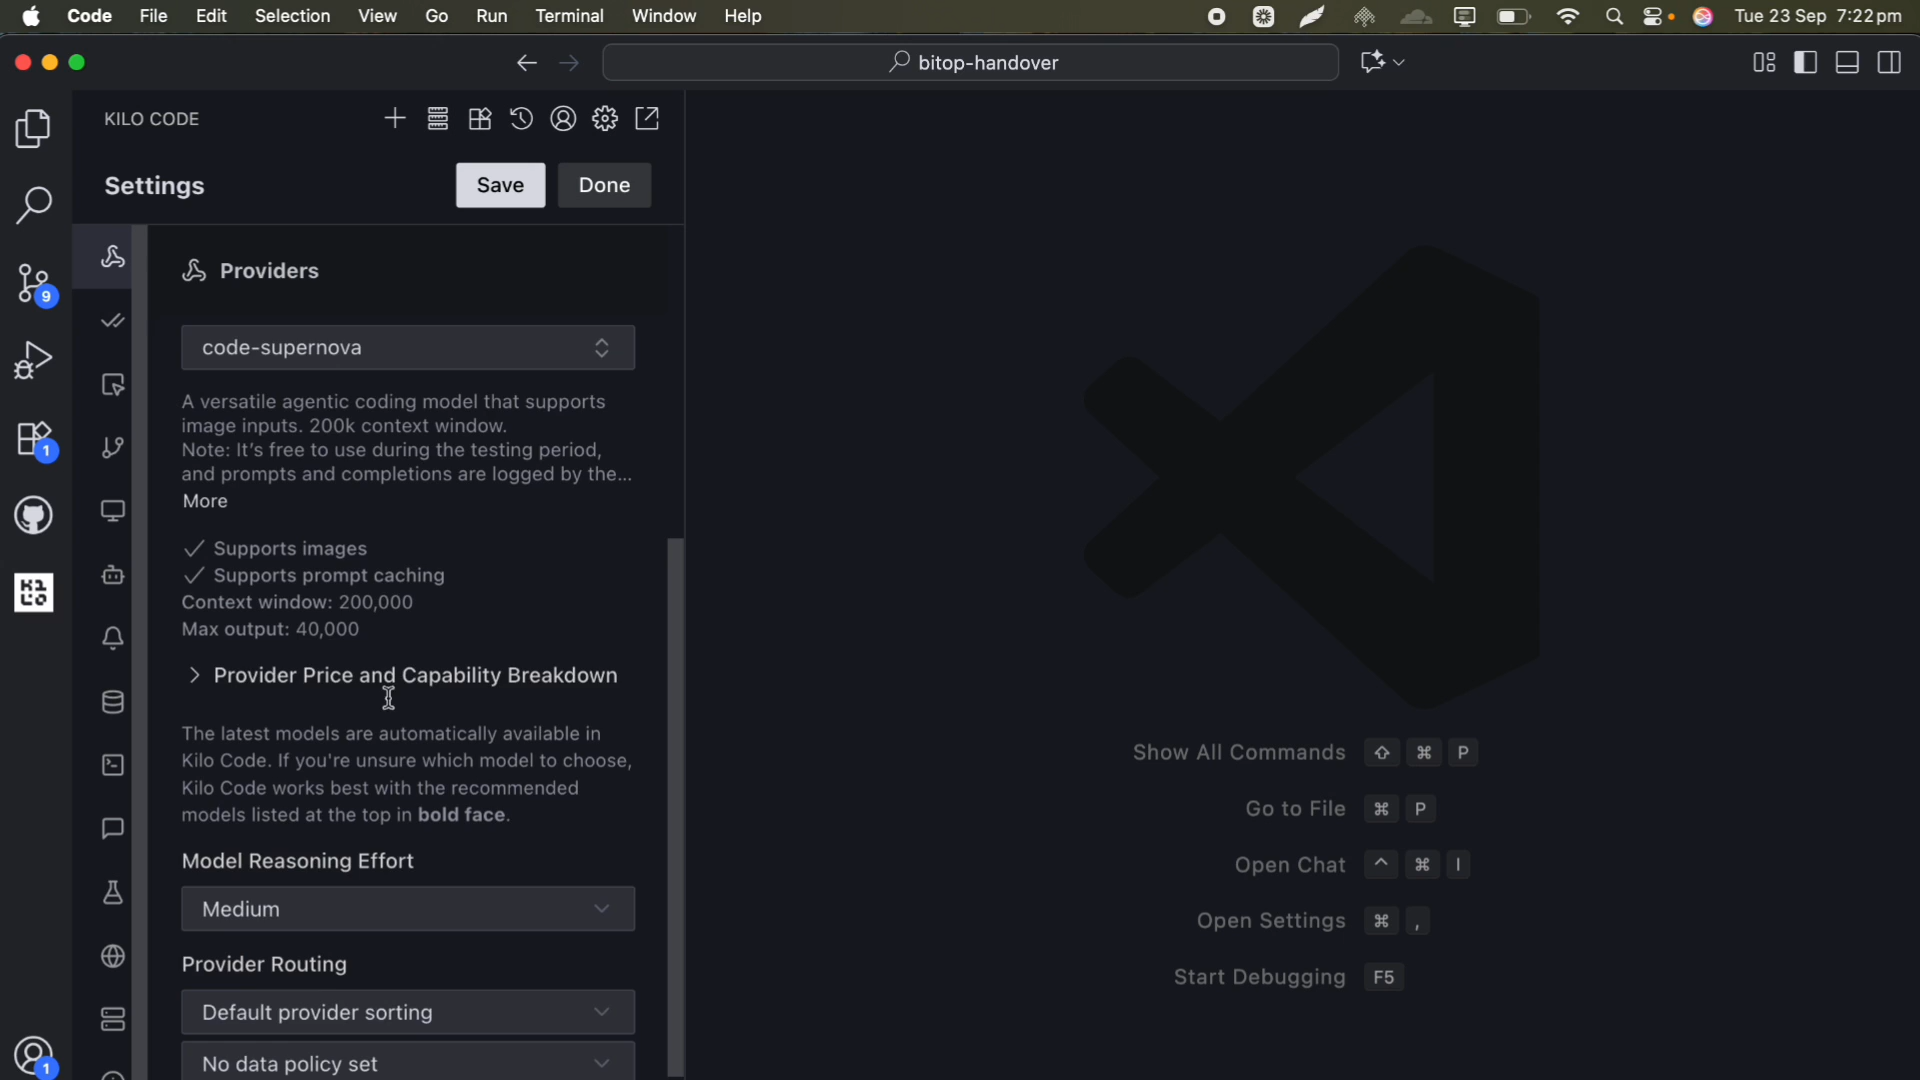 Code File Edit Selection View Go Run Terminal Window Help Tue 23 Sep 7:22 pm
bitop-handover
KILO CODE
Settings Save Done
Providers
code-supernova
A versatile agentic coding model that supports
image inputs. 200k context window.
Note: It's free to use during the testing period,
and prompts and completions are logged by the...
More
✓ Supports images
✓ Supports prompt caching
Context window: 200,000
Max output: 40,000
Provider Price and Capability Breakdown
The latest models are automatically available in
Kilo Code. If you're unsure which model to choose,
Kilo Code works best with the recommended
models listed at the top in bold face.
Model Reasoning Effort
Medium
Provider Routing
Default provider sorting
No data policy set
9
1
1
Show All Commands ⇧ ⌘ P
Go to File ⌘ P
Open Chat ^ ⌘ I
Open Settings ⌘ ,
Start Debugging F5